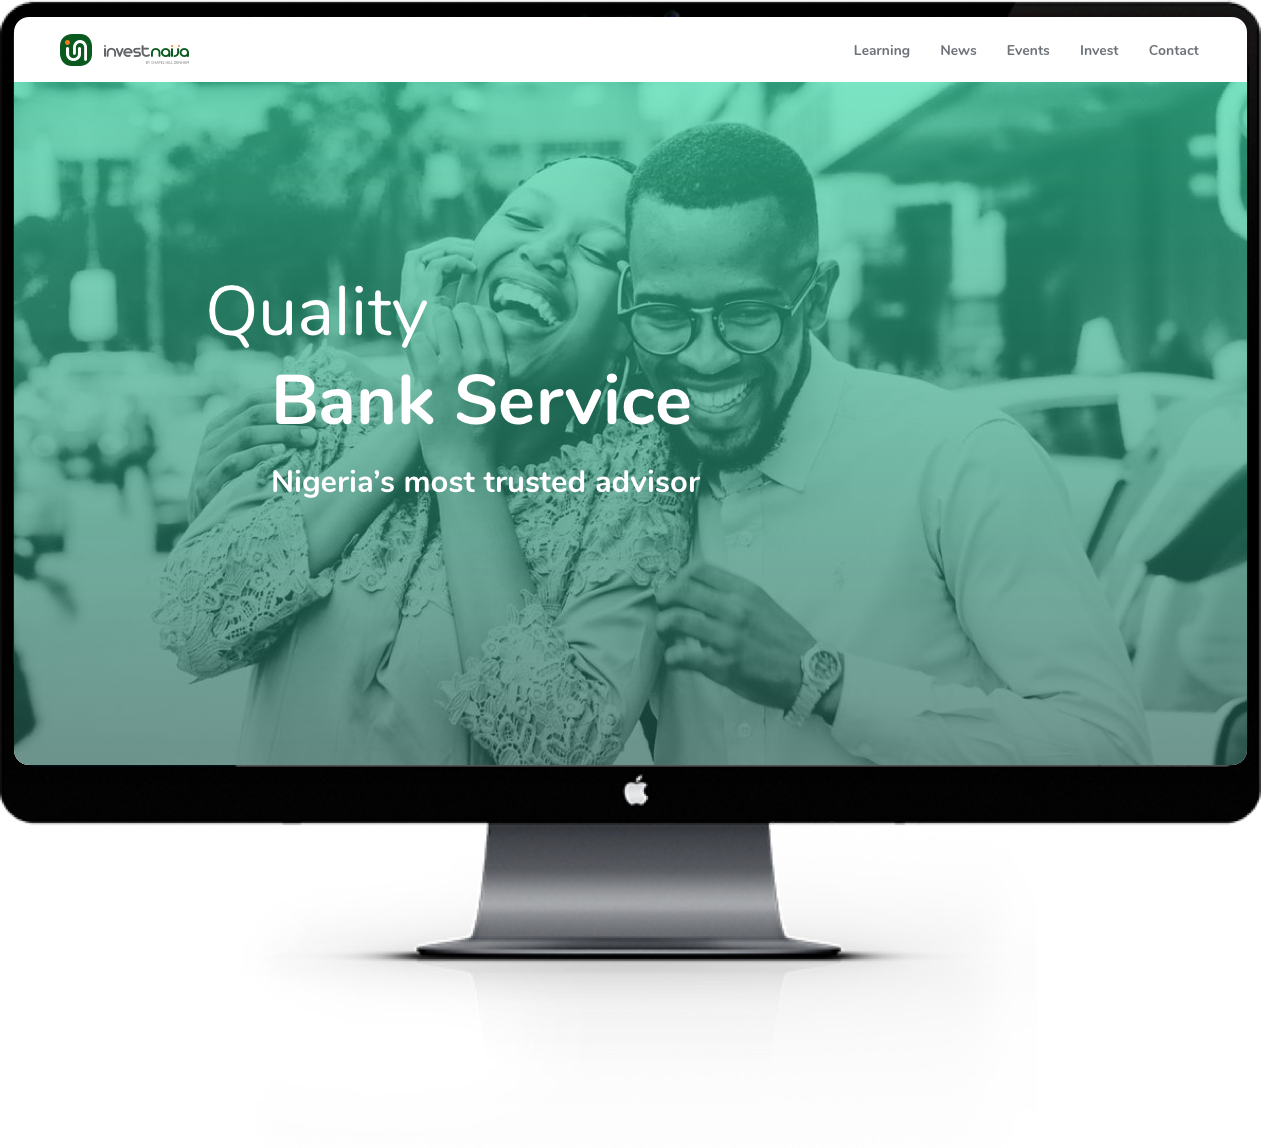 investnaija
BY CHAPEL HILL DENHAM
Learning News Events Invest Contact
Quality
Bank Service
Nigeria’s most trusted advisor